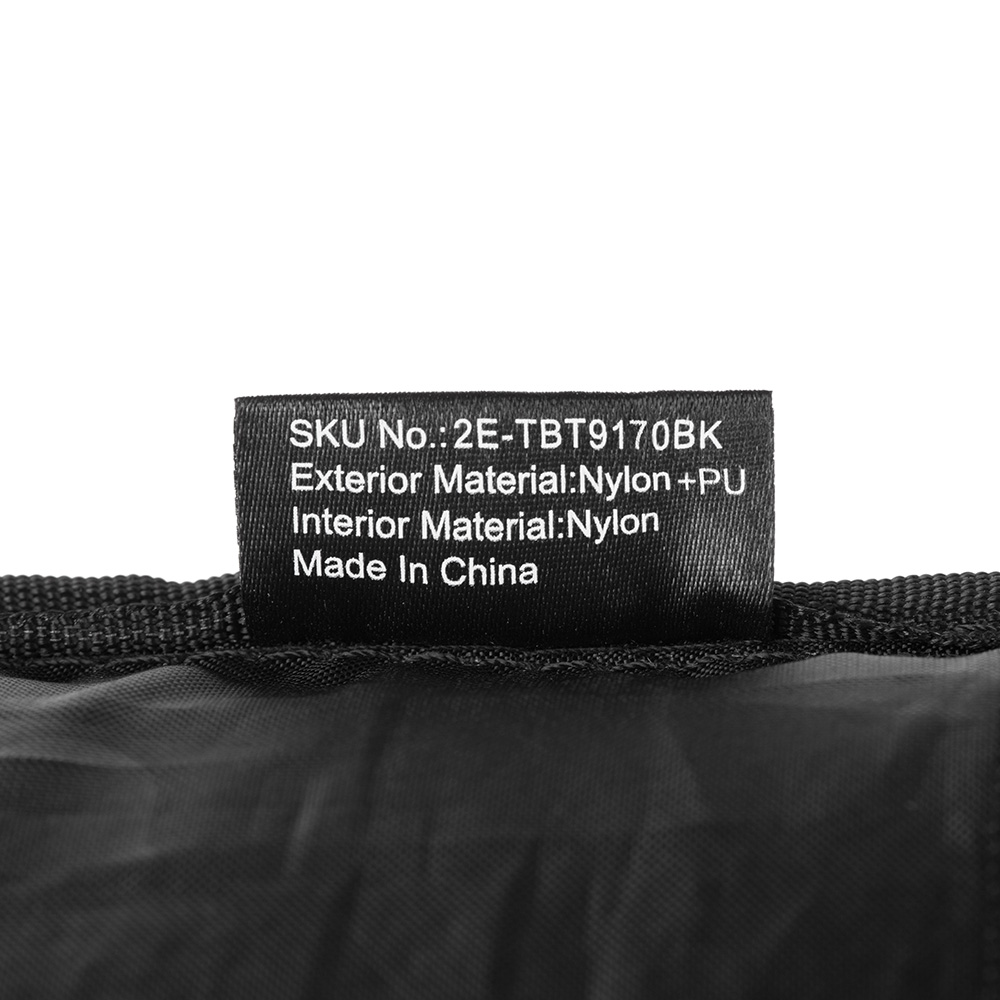 SKU No.: 2E-TBT9170BK
Exterior Material:Nylon+PU
Interior Material:Nylon
Made In China